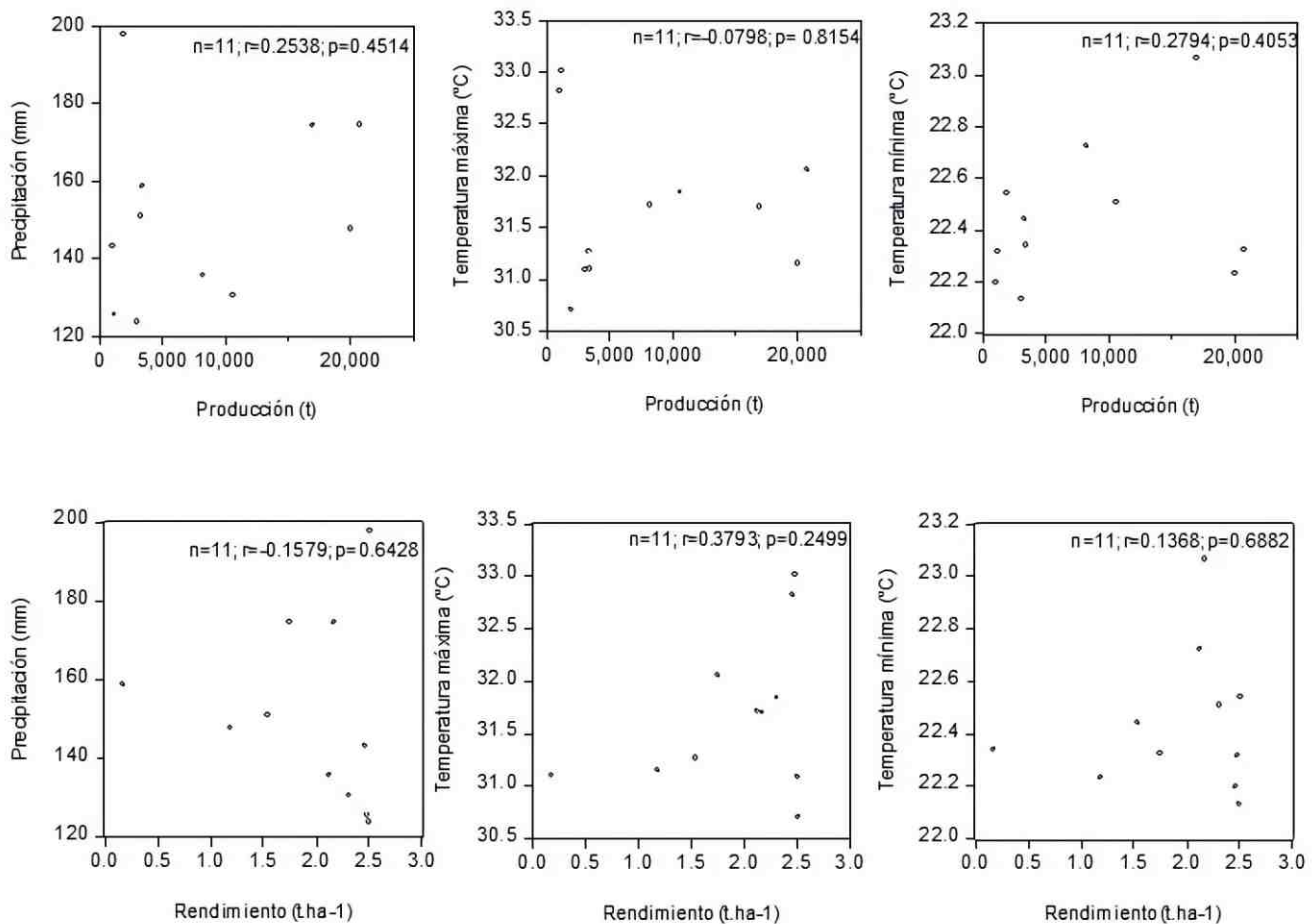 200
180
160
140
120
Precipitación (mm)
n=11; r=0.2538; p=0.4514
0 5,000 10,000 20,000
Producción (t)
33.5
33.0
32.5
32.0
31.5
31.0
30.5
Temperatura máxima (ºC)
n=11; r=-0.0798; p= 0.8154
0 5,000 10,000 20,000
Producción (t)
23.2
23.0
22.8
22.6
22.4
22.2
22.0
Temperatura mínima (ºC)
n=11; r=0.2794; p=0.4053
0 5,000 10,000 20,000
Producción (t)
200
180
160
140
120
Precipitación (mm)
n=11; r=-0.1579; p=0.6428
0.0 0.5 1.0 1.5 2.0 2.5 3.0
Rendimiento (t.ha-1)
33.5
33.0
32.5
32.0
31.5
31.0
30.5
Temperatura máxima (ºC)
n=11; r=0.3793; p=0.2499
0.0 0.5 1.0 1.5 2.0 2.5 3.0
Rendimiento (t.ha-1)
23.2
23.0
22.8
22.6
22.4
22.2
22.0
Temperatura mínima (ºC)
n=11; r=0.1368; p=0.6882
0.0 0.5 1.0 1.5 2.0 2.5 3.0
Rendimiento (t.ha-1)